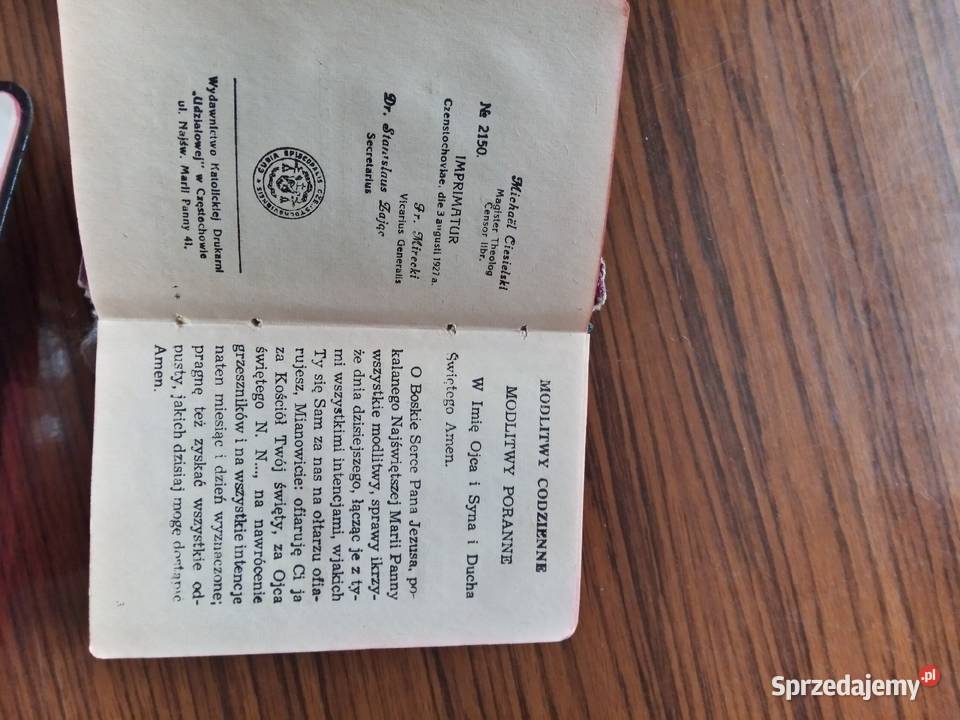 Michaël Ciesielski
Magister Theolog
Censor libr.
№ 2150.
IMPRIMATUR
Czenstochoviae, die 3 augusti 1927 a.
Fr. Mirecki
Vicarius Generalis
Dr. Stanislaus Zając
Secretarius
CURIA EPISCOPALIS
Wydawnictwo Katolickiej Drukarni
„Udziałowej" w Częstochowie
ul. Najśw. Marii Panny 41.
MODLITWY CODZIENNE
MODLITWY PORANNE
W Imię Ojca i Syna i Ducha
Świętego Amen.
O Boskie Serce Pana Jezusa, po-
kalanego Najświętszej Marii Panny
wszystkie modlitwy, sprawy ikrzy-
że dnia dzisiejszego, łącząc je z ty-
mi wszystkimi intencjami, wjakich
Ty się Sam za nas na ołtarzu ofia-
rujesz, Mianowicie: ofiaruję Ci ja
za Kościół Twój święty, za Ojca
świętego N. N..., na nawrócenie
grzeszników i na wszystkie intencje
naten miesiąc i dzień wyznaczone;
pragnę też zyskać wszystkie od-
pusty, jakich dzisiaj mogę dostąpić
Amen.
3
Sprzedajemy.pl